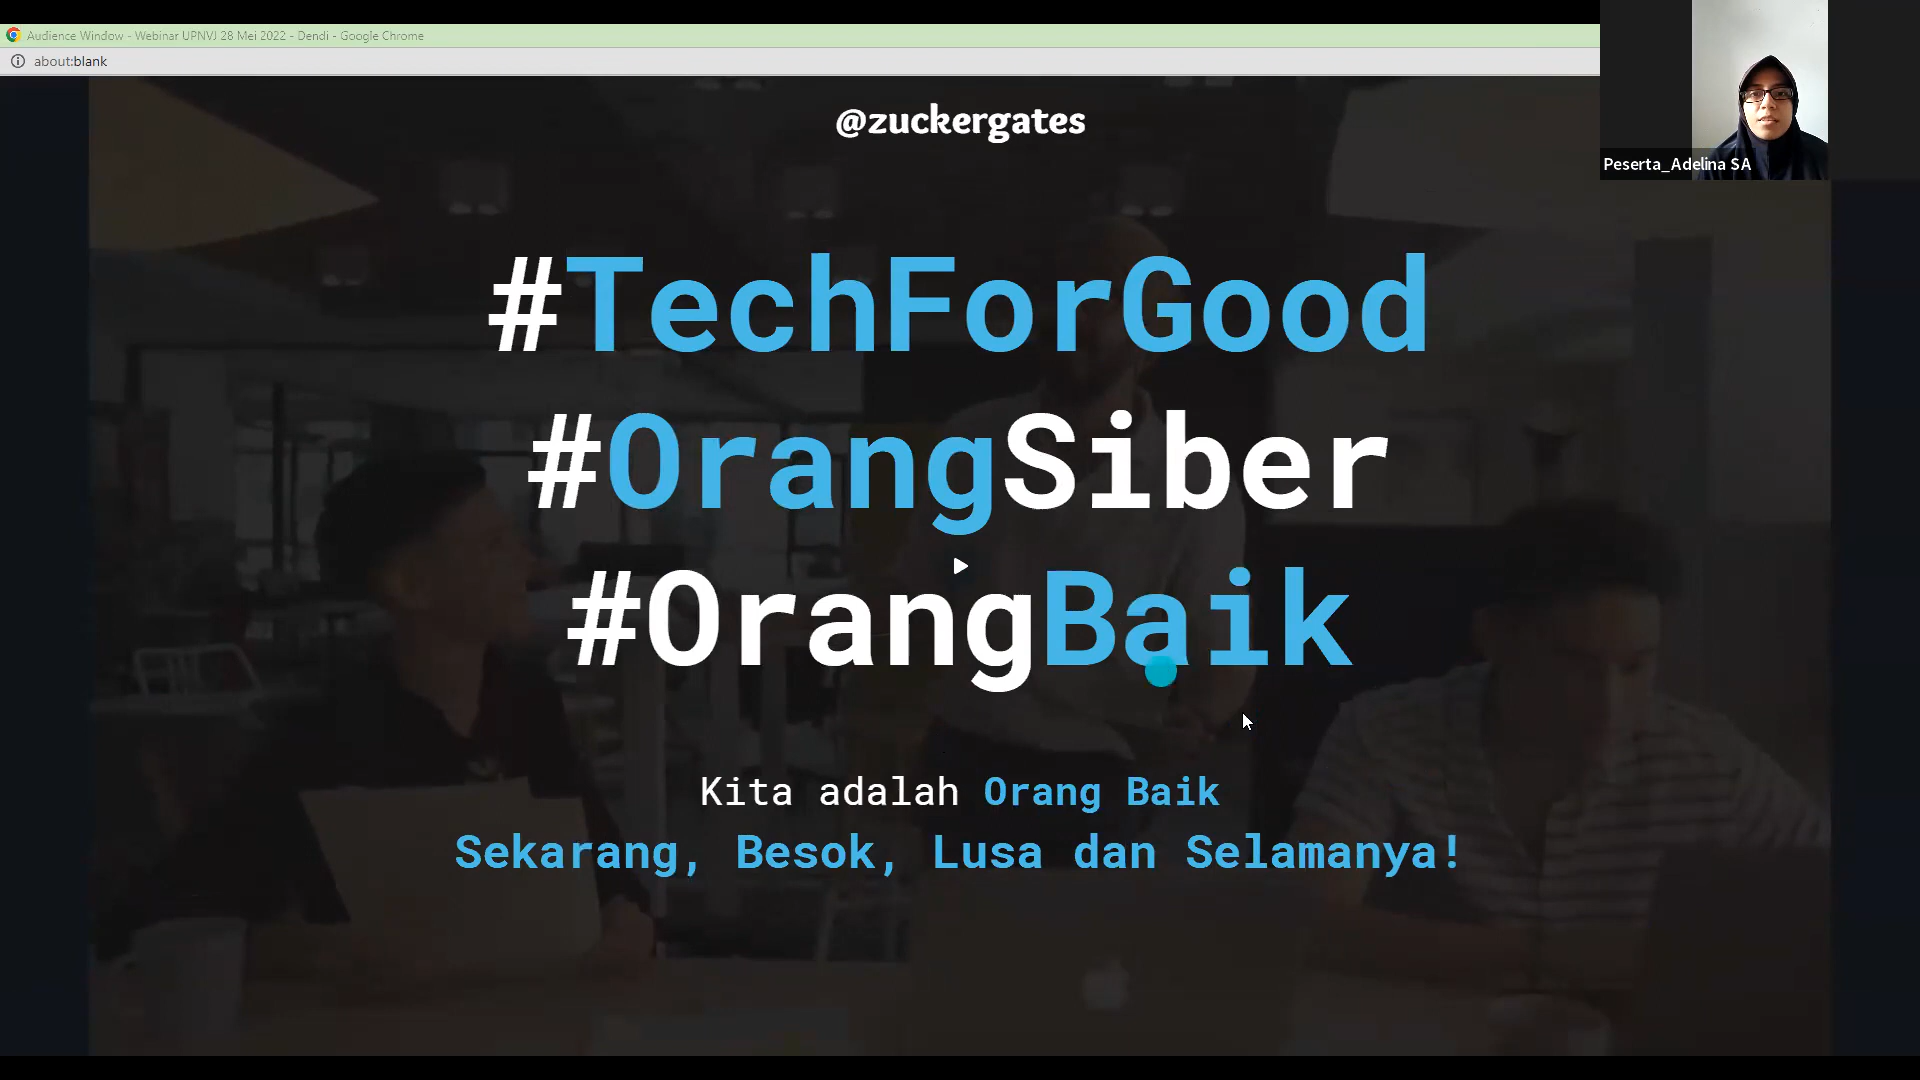 Audience Window - Webinar UPNVJ 28 Mei 2022 - Dendi - Google Chrome
about:blank
Peserta_Adelina SA
@zuckergates
#TechForGood
#OrangSiber
#OrangBaik
Kita adalah Orang Baik
Sekarang, Besok, Lusa dan Selamanya!